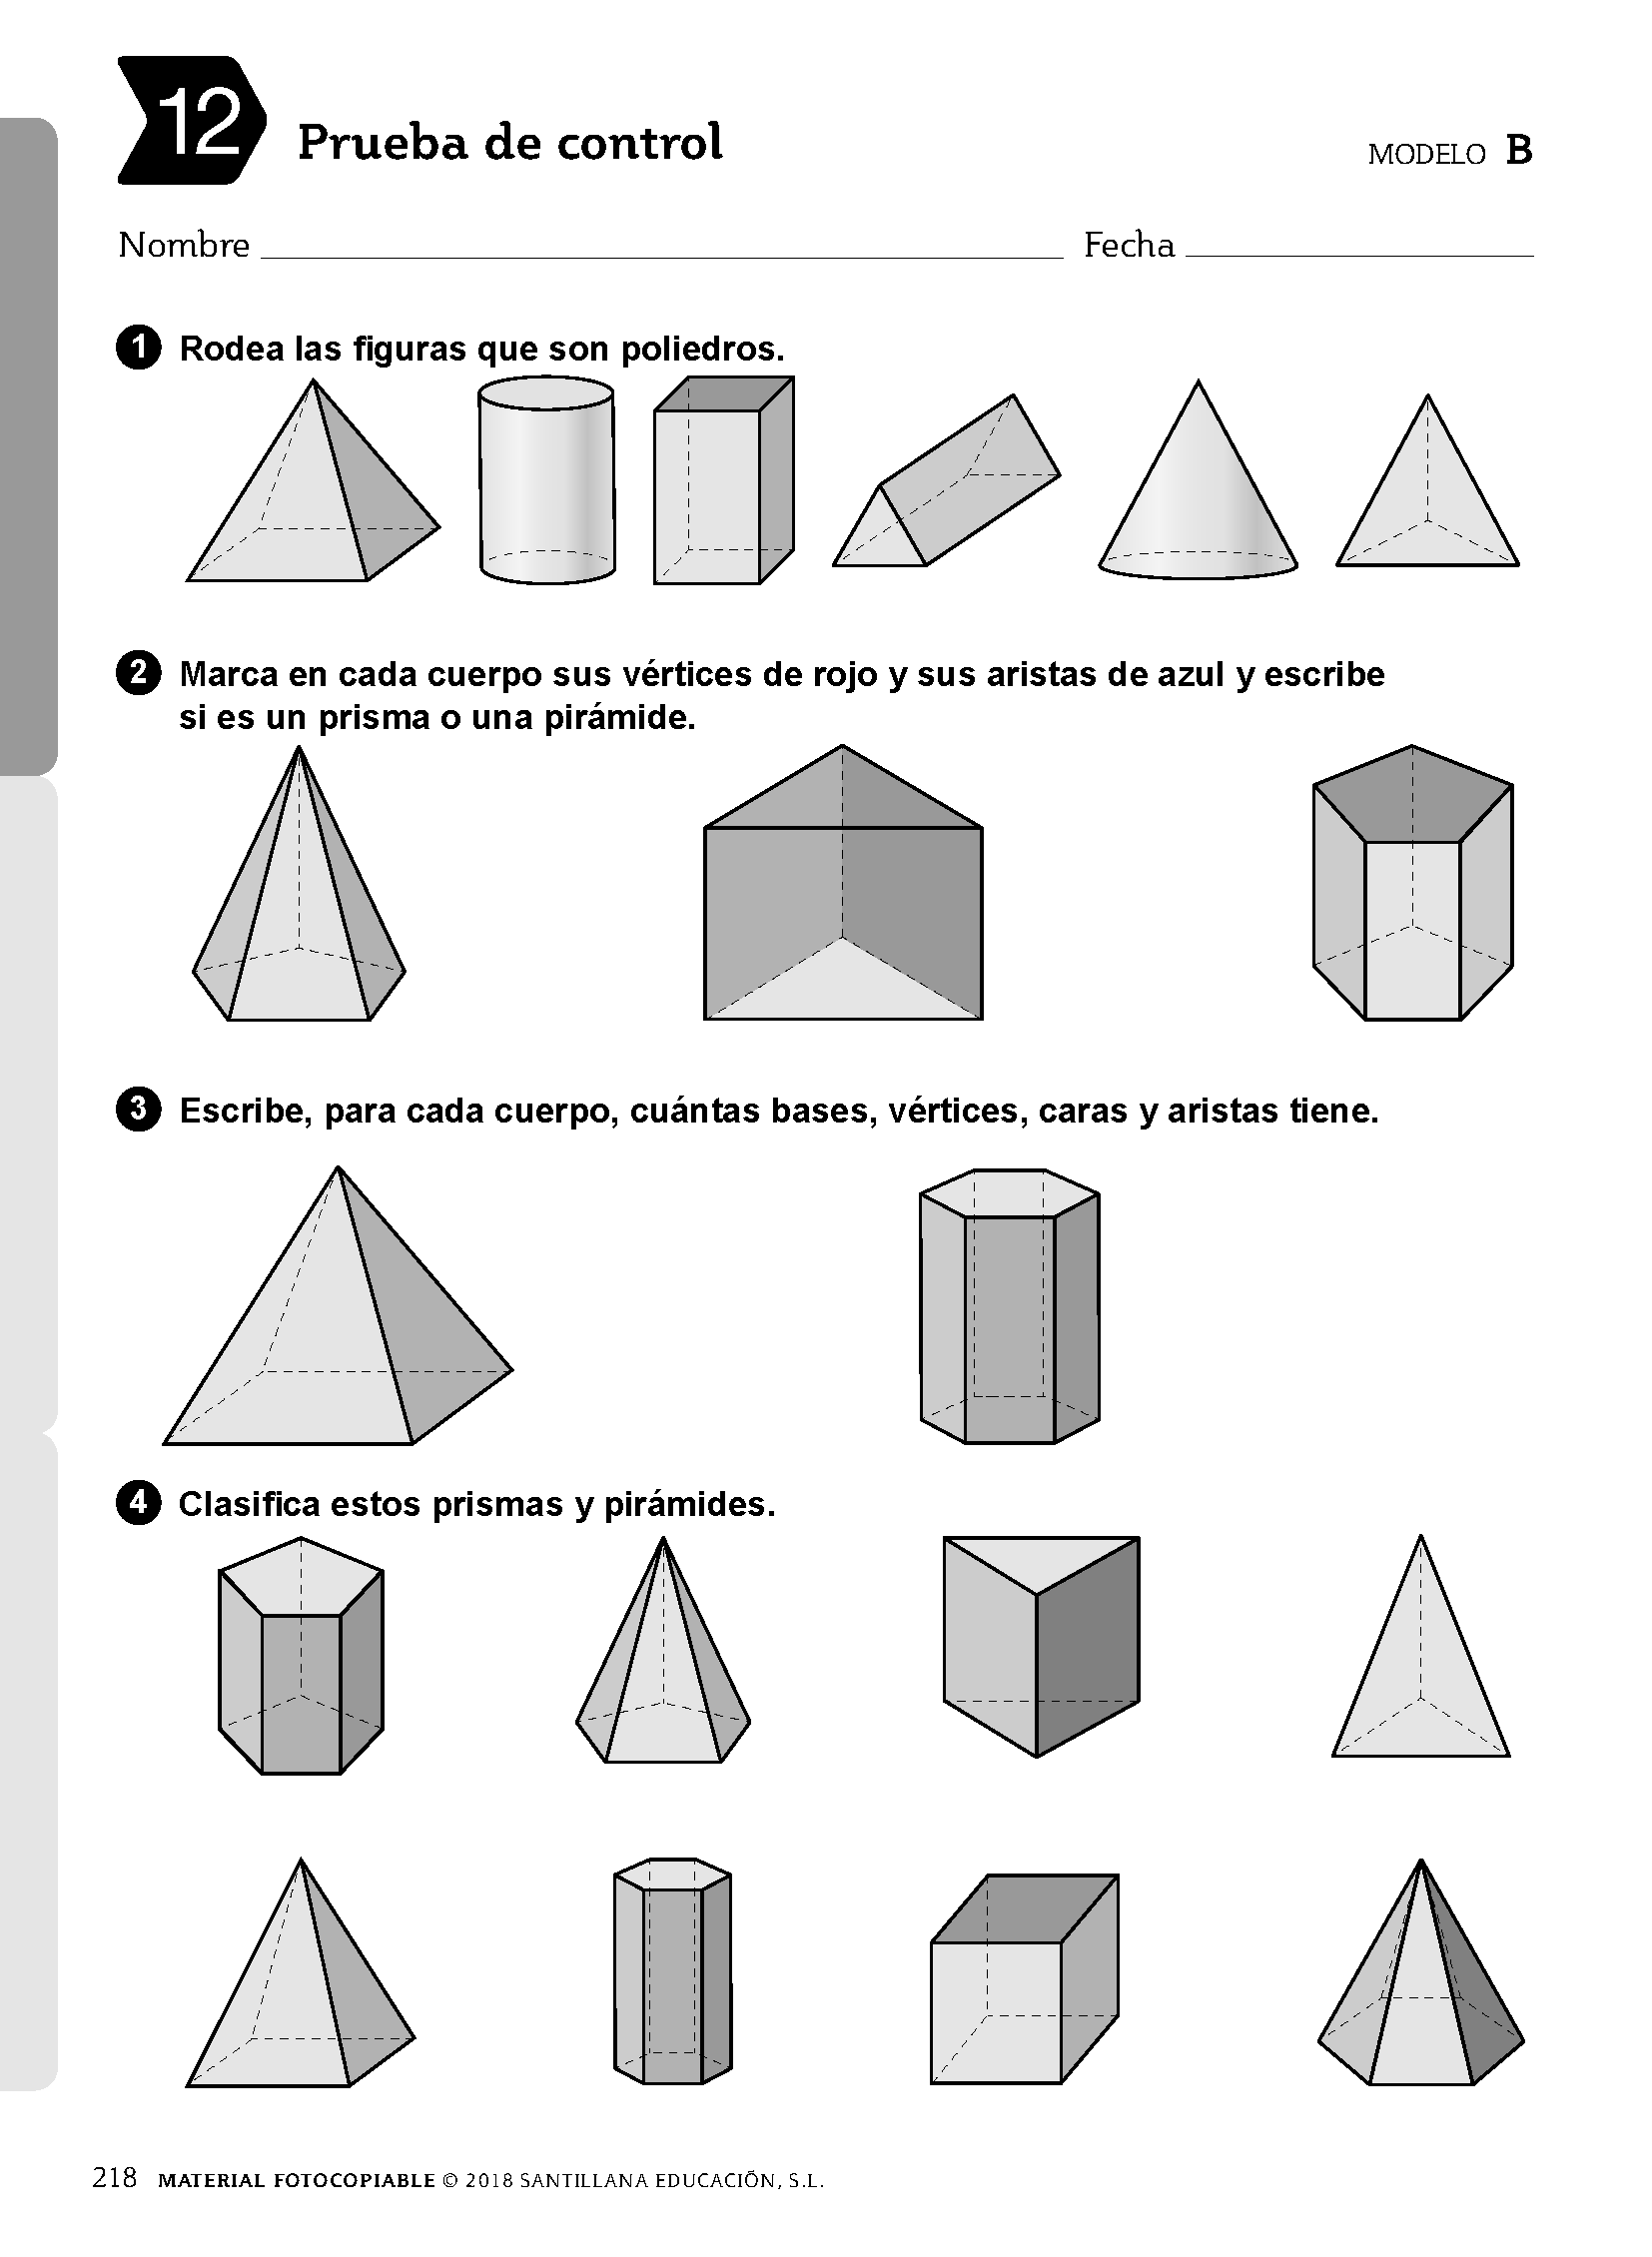 12
Prueba de control
MODELO B
Nombre Fecha
1 Rodea las figuras que son poliedros.
2 Marca en cada cuerpo sus vértices de rojo y sus aristas de azul y escribe
si es un prisma o una pirámide.
3 Escribe, para cada cuerpo, cuántas bases, vértices, caras y aristas tiene.
4 Clasifica estos prismas y pirámides.
218 MATERIAL FOTOCOPIABLE © 2018 SANTILLANA EDUCACIÓN, S.L.